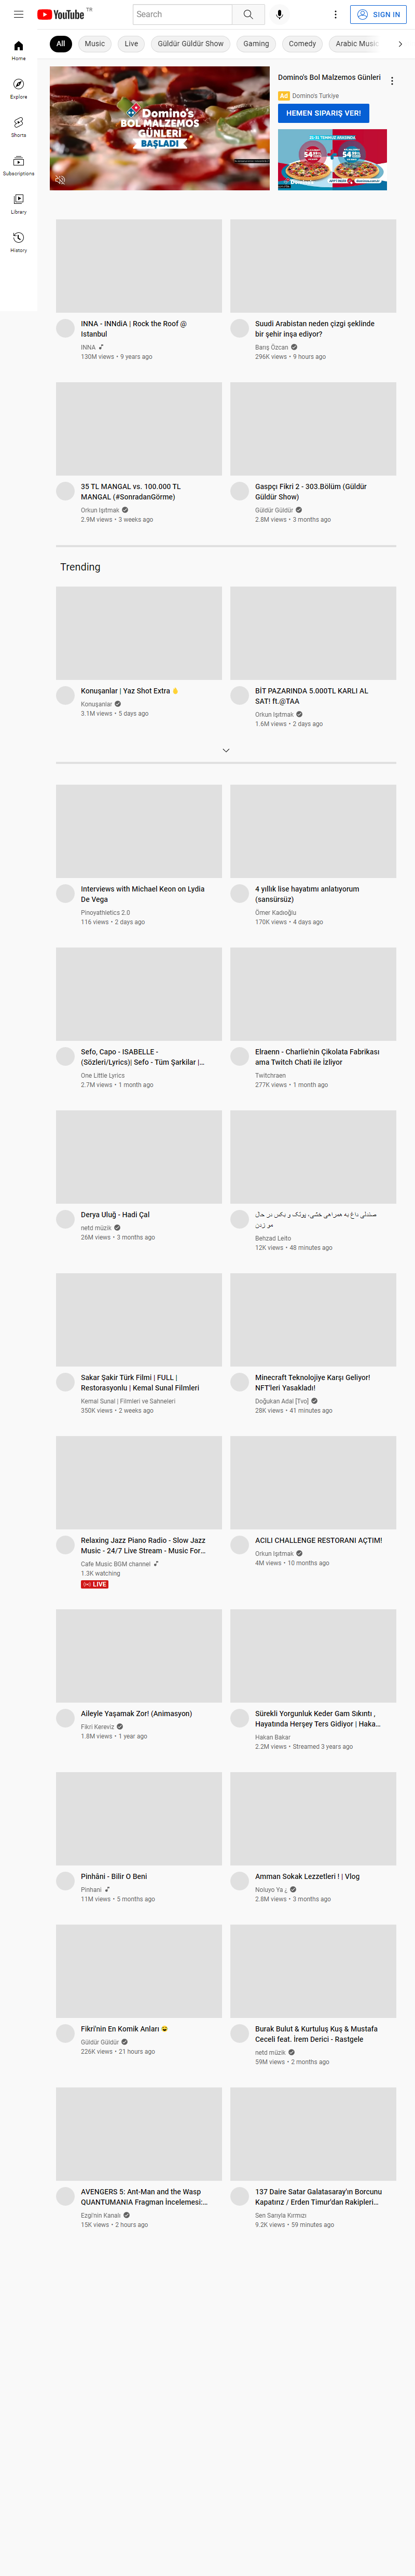 YouTube TR
Search
SIGN IN
Home
Explore
Shorts
Subscriptions
Library
History
All Music Live Güldür Güldür Show Gaming Comedy Arabic Music
Domino's
BOL MALZEMOS
GÜNLERİ
BAŞLADI
Domino's Bol Malzemos Günleri
Ad Domino's Turkiye
HEMEN SIPARIŞ VER!
INNA - INNdiA | Rock the Roof @
Istanbul
INNA
130M views • 9 years ago
Suudi Arabistan neden çizgi şeklinde
bir şehir inşa ediyor?
Barış Özcan
296K views • 9 hours ago
35 TL MANGAL vs. 100.000 TL
MANGAL (#SonradanGörme)
Orkun Işıtmak
2.9M views • 3 weeks ago
Gaspçı Fikri 2 - 303.Bölüm (Güldür
Güldür Show)
Güldür Güldür
2.8M views • 3 months ago
Trending
Konuşanlar | Yaz Shot Extra
Konuşanlar
3.1M views • 5 days ago
BİT PAZARINDA 5.000TL KARLI AL
SAT! ft.@TAA
Orkun Işıtmak
1.6M views • 2 days ago
Interviews with Michael Keon on Lydia
De Vega
Pinoyathletics 2.0
116 views • 2 days ago
4 yıllık lise hayatımı anlatıyorum
(sansürsüz)
Ömer Kadıoğlu
170K views • 4 days ago
Sefo, Capo - ISABELLE -
(Sözleri/Lyrics)| Sefo - Tüm Şarkilar |...
One Little Lyrics
2.7M views • 1 month ago
Elraenn - Charlie'nin Çikolata Fabrikası
ama Twitch Chati ile İzliyor
Twitchraen
277K views • 1 month ago
Derya Uluğ - Hadi Çal
netd müzik
26M views • 3 months ago
صندلی داغ به همراهی خشی، پوتک و بکس در حال
مو زدن
Behzad Leito
12K views • 48 minutes ago
Sakar Şakir Türk Filmi | FULL |
Restorasyonlu | Kemal Sunal Filmleri
Kemal Sunal | Filmleri ve Sahneleri
350K views • 2 weeks ago
Minecraft Teknolojiye Karşı Geliyor!
NFT'leri Yasakladı!
Doğukan Adal [Tvo]
28K views • 41 minutes ago
Relaxing Jazz Piano Radio - Slow Jazz
Music - 24/7 Live Stream - Music For...
Cafe Music BGM channel
1.3K watching
LIVE
ACILI CHALLENGE RESTORANI AÇTIM!
Orkun Işıtmak
4M views • 10 months ago
Aileyle Yaşamak Zor! (Animasyon)
Fikri Kereviz
1.8M views • 1 year ago
Sürekli Yorgunluk Keder Gam Sıkıntı ,
Hayatında Herşey Ters Gidiyor | Haka...
Hakan Bakar
2.2M views • Streamed 3 years ago
Pinhâni - Bilir O Beni
Pinhani
11M views • 5 months ago
Amman Sokak Lezzetleri ! | Vlog
Noluyo Ya ¿
2.8M views • 3 months ago
Fikri'nin En Komik Anları
Güldür Güldür
226K views • 21 hours ago
Burak Bulut & Kurtuluş Kuş & Mustafa
Ceceli feat. İrem Derici - Rastgele
netd müzik
59M views • 2 months ago
AVENGERS 5: Ant-Man and the Wasp
QUANTUMANIA Fragman İncelemesi:...
Ezgi'nin Kanalı
15K views • 2 hours ago
137 Daire Satar Galatasaray'ın Borcunu
Kapatırız / Erden Timur'dan Rakipleri...
Sen Sarıyla Kırmızı
9.2K views • 59 minutes ago